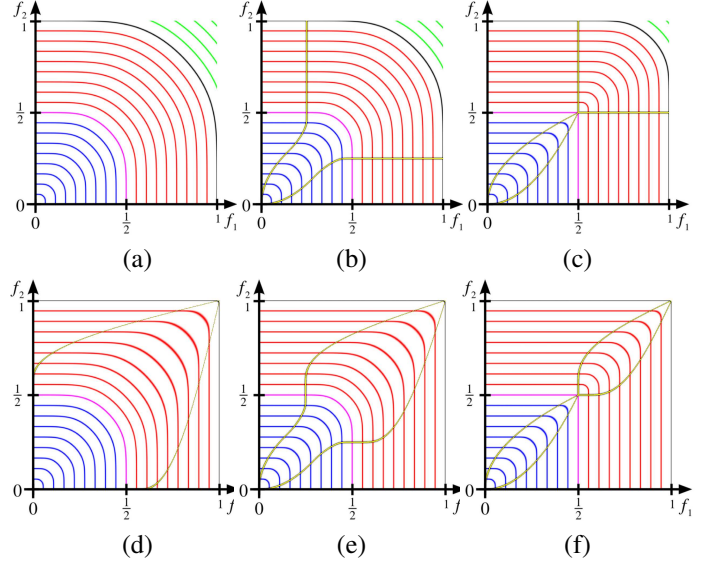 f₂ f₂ f₂
1 1 1
1/2 1/2 1/2
0 0 0
0 1/2 1 f₁ 0 1/2 1 f₁ 0 1/2 1 f₁
(a) (b) (c)
f₂ f₂ f₂
1 1 1
1/2 1/2 1/2
0 0 0
0 1/2 1 f 0 1/2 1 f 0 1/2 1 f₁
(d) (e) (f)